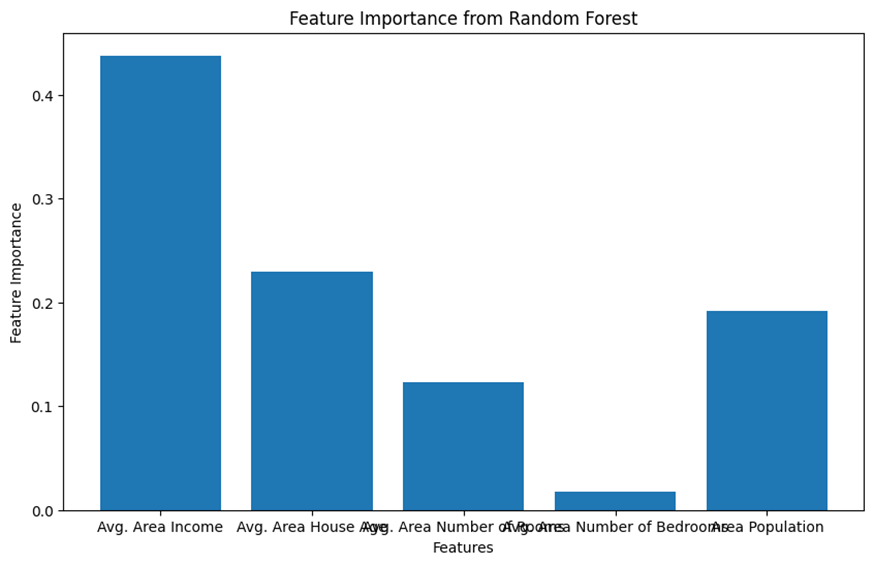 Feature Importance from Random Forest
Feature Importance
0.4
0.3
0.2
0.1
0.0
Avg. Area Income
Avg. Area House Age
Avg. Area Number of Rooms
Avg. Area Number of Bedrooms
Area Population
Features